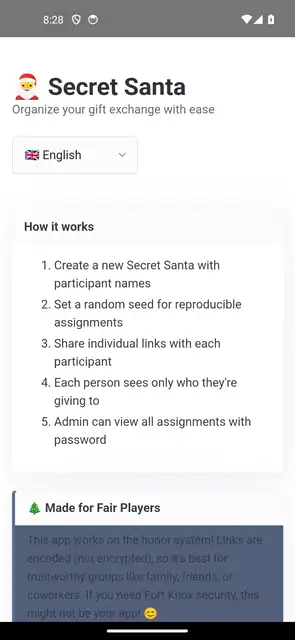 8:28
🎅 Secret Santa
Organize your gift exchange with ease
🇬🇧 English
How it works
1. Create a new Secret Santa with
participant names
2. Set a random seed for reproducible
assignments
3. Share individual links with each
participant
4. Each person sees only who they're
giving to
5. Admin can view all assignments with
password
🎄 Made for Fair Players
This app works on the honor system! Links are
encoded (not encrypted), so it's best for
trustworthy groups like family, friends, or
coworkers. If you need Fort Knox security, this
might not be your app! 😊